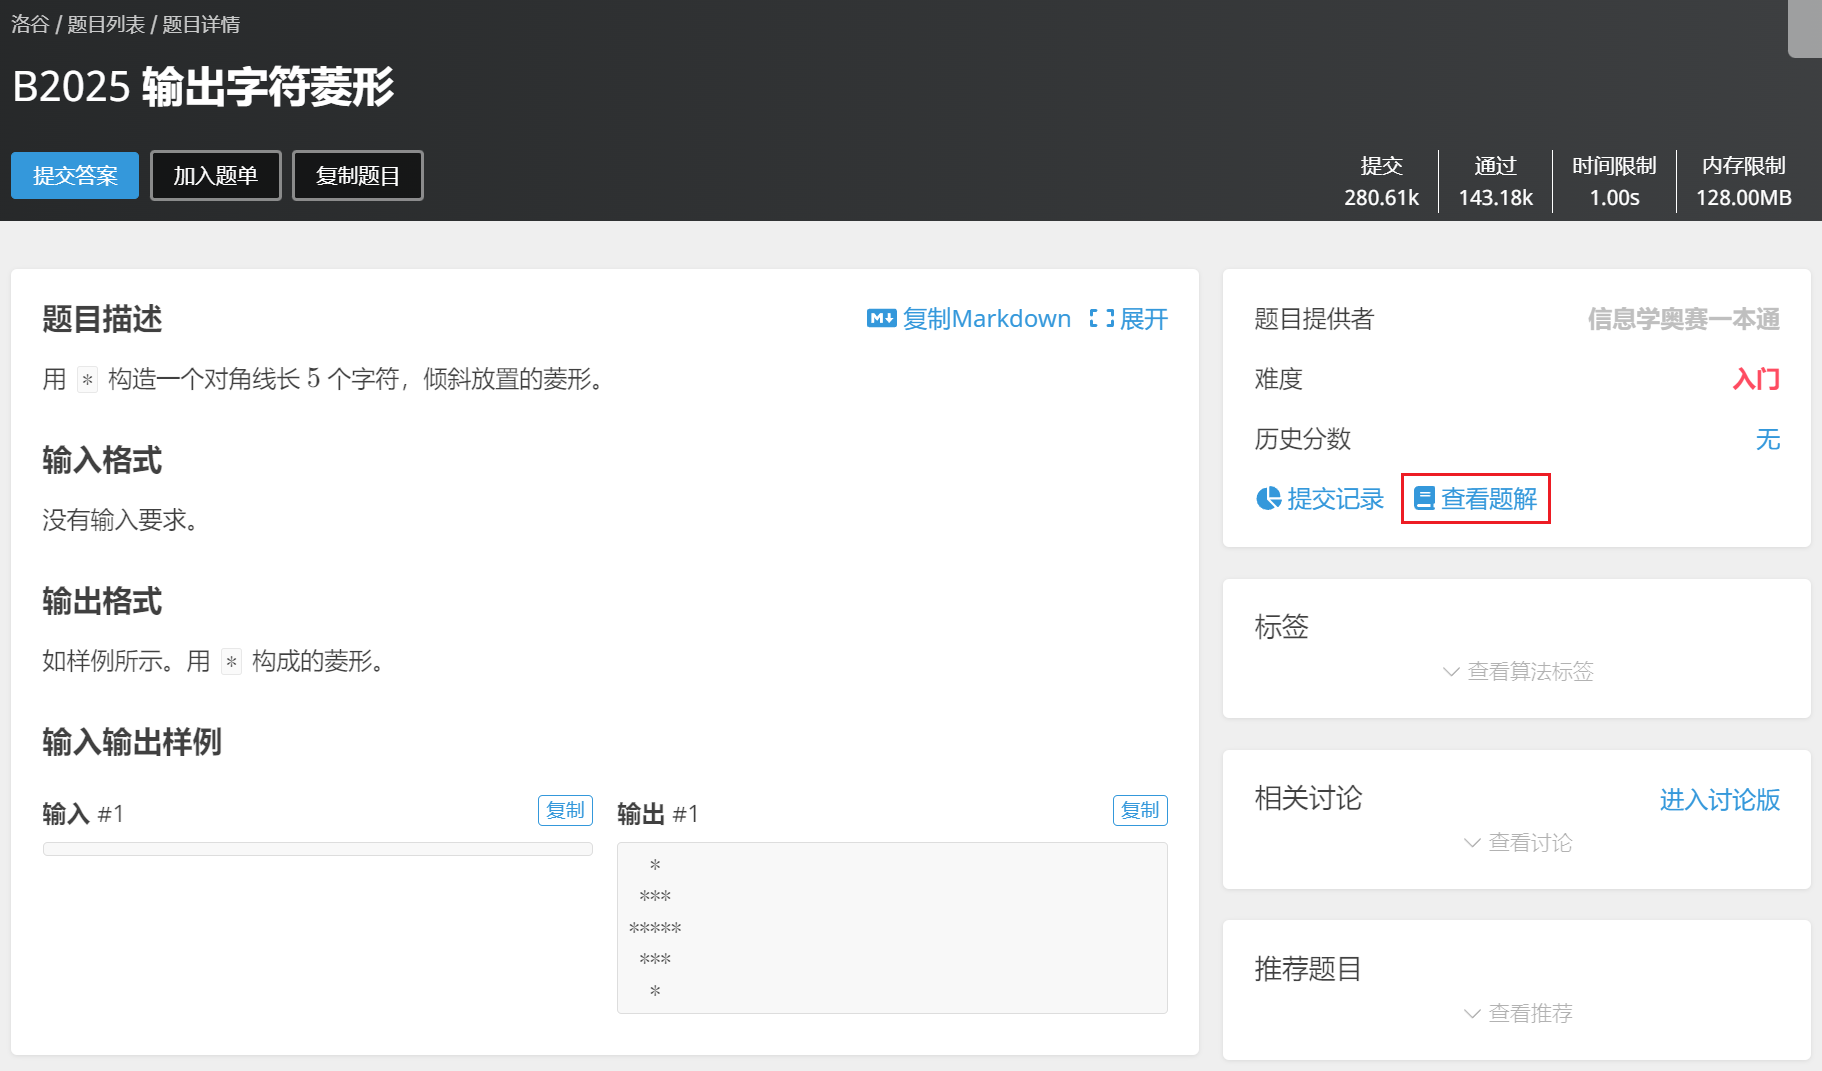 洛谷 / 题目列表 / 题目详情
B2025 输出字符菱形
提交答案 加入题单 复制题目
提交 通过 时间限制 内存限制
280.61k 143.18k 1.00s 128.00MB
题目描述 复制Markdown 展开
用 * 构造一个对角线长 5 个字符，倾斜放置的菱形。
输入格式
没有输入要求。
输出格式
如样例所示。用 * 构成的菱形。
输入输出样例
输入 #1 复制
输出 #1 复制
  *
 ***
*****
 ***
  *
题目提供者 信息学奥赛一本通
难度 入门
历史分数 无
提交记录 查看题解
标签
查看算法标签
相关讨论 进入讨论版
查看讨论
推荐题目
查看推荐